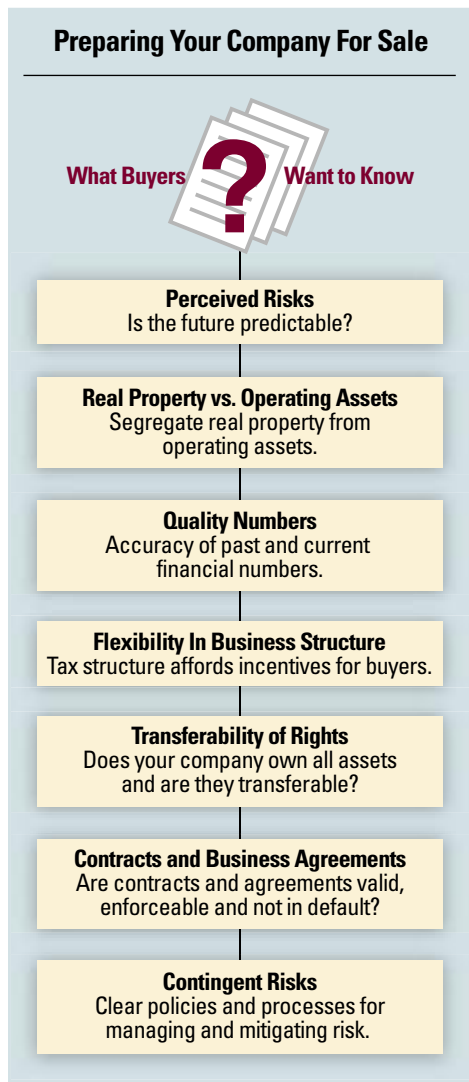 Preparing Your Company For Sale
What Buyers ? Want to Know
Perceived Risks
Is the future predictable?
Real Property vs. Operating Assets
Segregate real property from
operating assets.
Quality Numbers
Accuracy of past and current
financial numbers.
Flexibility In Business Structure
Tax structure affords incentives for buyers.
Transferability of Rights
Does your company own all assets
and are they transferable?
Contracts and Business Agreements
Are contracts and agreements valid,
enforceable and not in default?
Contingent Risks
Clear policies and processes for
managing and mitigating risk.